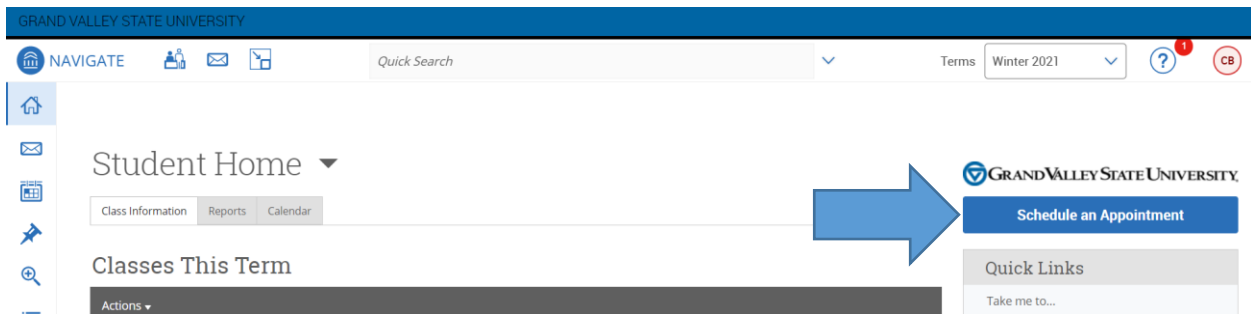 GRAND VALLEY STATE UNIVERSITY
NAVIGATE Quick Search Terms Winter 2021 ? 1 CB
Student Home
GRAND VALLEY STATE UNIVERSITY
Class Information Reports Calendar
Schedule an Appointment
Classes This Term
Quick Links
Actions
Take me to...